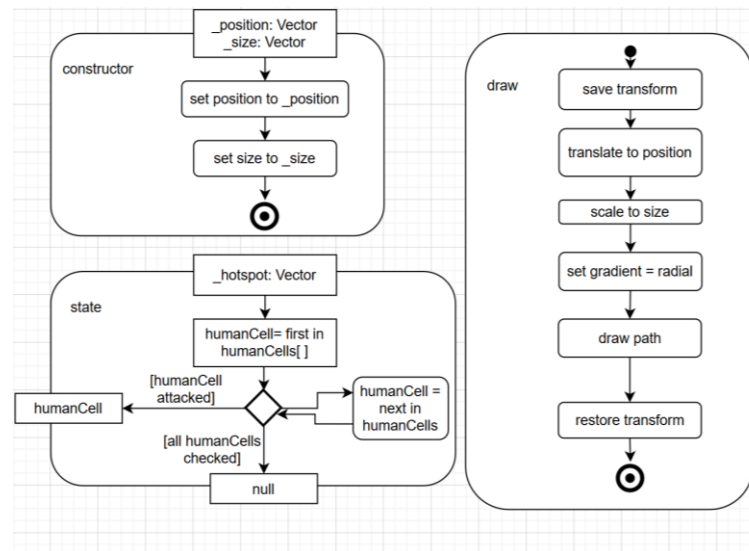 _position: Vector
_size: Vector
constructor
set position to _position
set size to _size
_hotspot: Vector
state
humanCell= first in
humanCells[ ]
[humanCell
attacked]
humanCell
humanCell =
next in
humanCells
[all humanCells
checked]
null
draw
save transform
translate to position
scale to size
set gradient = radial
draw path
restore transform